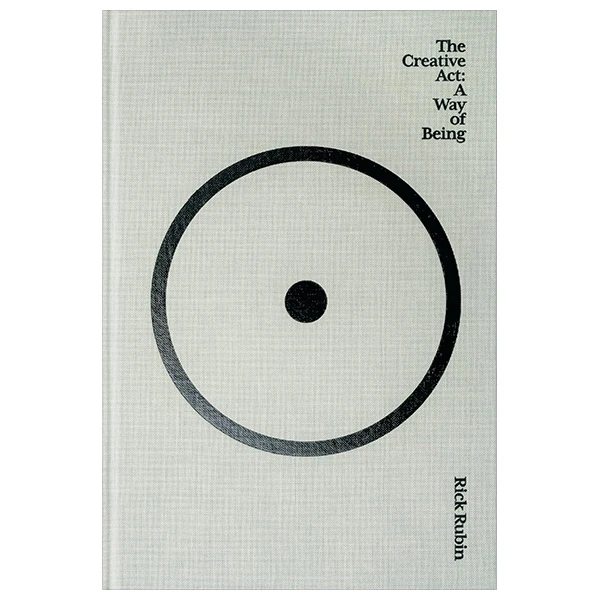 The
Creative
Act:
A
Way
of
Being
Rick Rubin